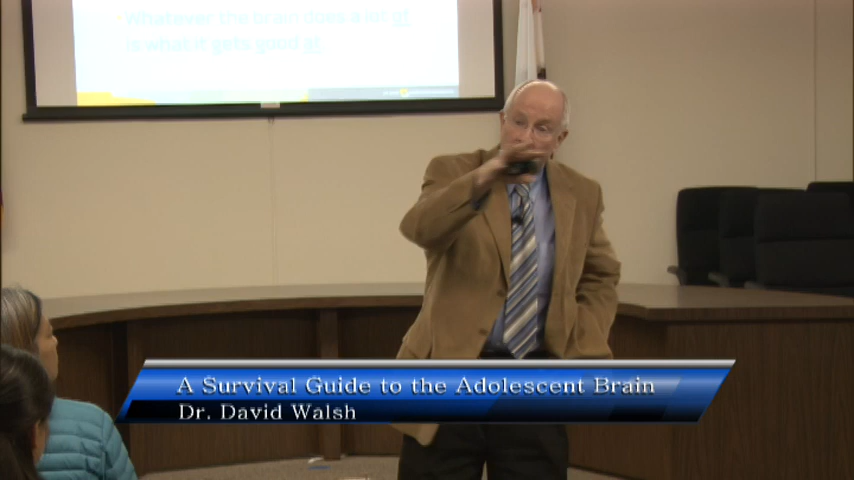 Whatever the brain does a lot of
is what it gets good at.
A Survival Guide to the Adolescent Brain
Dr. David Walsh